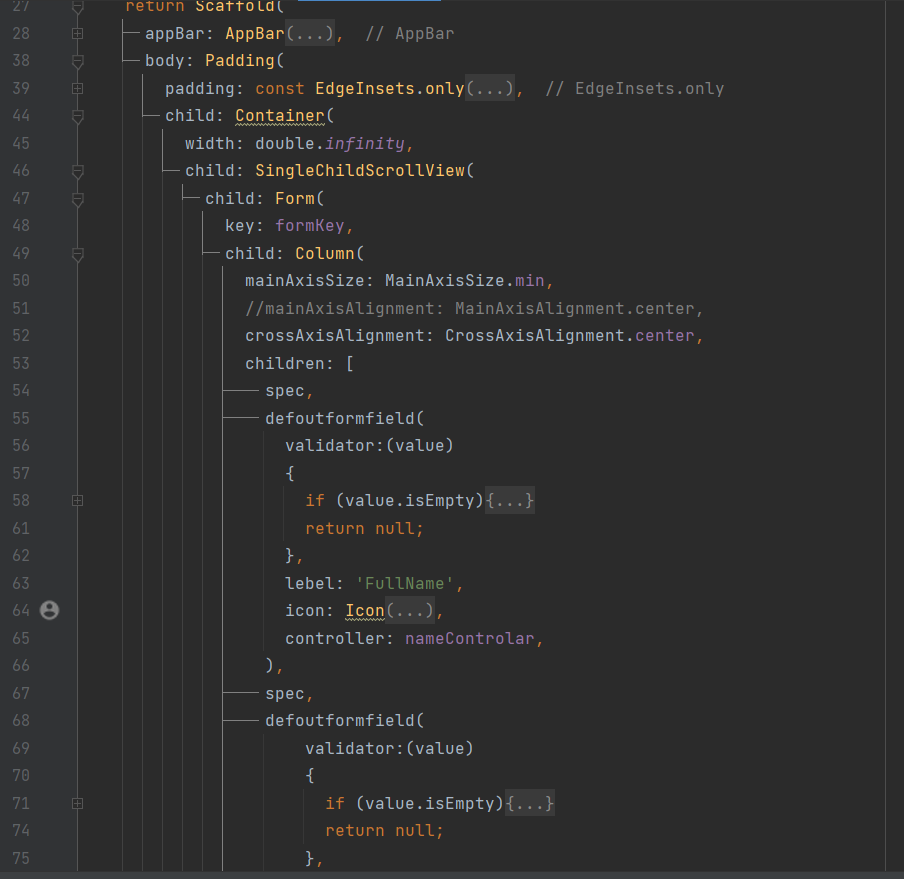 27 return Scaffold(
28 appBar: AppBar(...), // AppBar
38 body: Padding(
39 padding: const EdgeInsets.only(...), // EdgeInsets.only
44 child: Container(
45 width: double.infinity,
46 child: SingleChildScrollView(
47 child: Form(
48 key: formKey,
49 child: Column(
50 mainAxisSize: MainAxisSize.min,
51 //mainAxisAlignment: MainAxisAlignment.center,
52 crossAxisAlignment: CrossAxisAlignment.center,
53 children: [
54 spec,
55 defoutformfield(
56 validator:(value)
57 {
58 if (value.isEmpty){...}
61 return null;
62 },
63 lebel: 'FullName',
64 icon: Icon(...),
65 controller: nameControlar,
66 ),
67 spec,
68 defoutformfield(
69 validator:(value)
70 {
71 if (value.isEmpty){...}
74 return null;
75 },